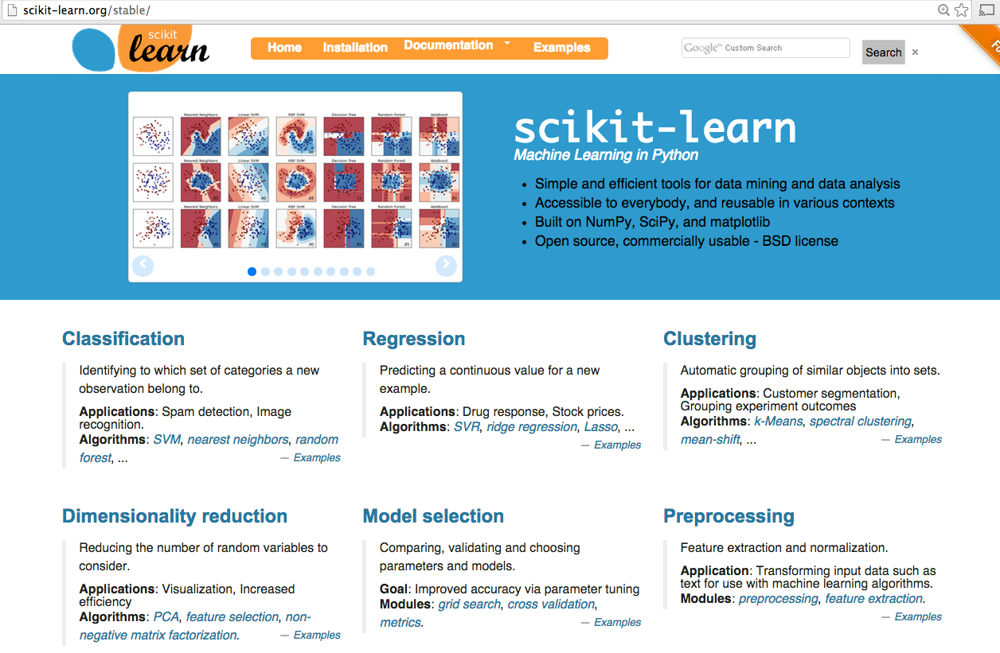 scikit-learn.org/stable/
scikit
learn
Home Installation Documentation Examples
Google™ Custom Search
Search ×
Nearest Neighbors Linear SVM RBF SVM Decision Tree Random Forest AdaBoost
scikit-learn
Machine Learning in Python
• Simple and efficient tools for data mining and data analysis
• Accessible to everybody, and reusable in various contexts
• Built on NumPy, SciPy, and matplotlib
• Open source, commercially usable - BSD license
Classification
Identifying to which set of categories a new
observation belong to.
Applications: Spam detection, Image
recognition.
Algorithms: SVM, nearest neighbors, random
forest, ... — Examples
Regression
Predicting a continuous value for a new
example.
Applications: Drug response, Stock prices.
Algorithms: SVR, ridge regression, Lasso, ...
— Examples
Clustering
Automatic grouping of similar objects into sets.
Applications: Customer segmentation,
Grouping experiment outcomes
Algorithms: k-Means, spectral clustering,
mean-shift, ... — Examples
Dimensionality reduction
Reducing the number of random variables to
consider.
Applications: Visualization, Increased
efficiency
Algorithms: PCA, feature selection, non-
negative matrix factorization. — Examples
Model selection
Comparing, validating and choosing
parameters and models.
Goal: Improved accuracy via parameter tuning
Modules: grid search, cross validation,
metrics. — Examples
Preprocessing
Feature extraction and normalization.
Application: Transforming input data such as
text for use with machine learning algorithms.
Modules: preprocessing, feature extraction.
— Examples